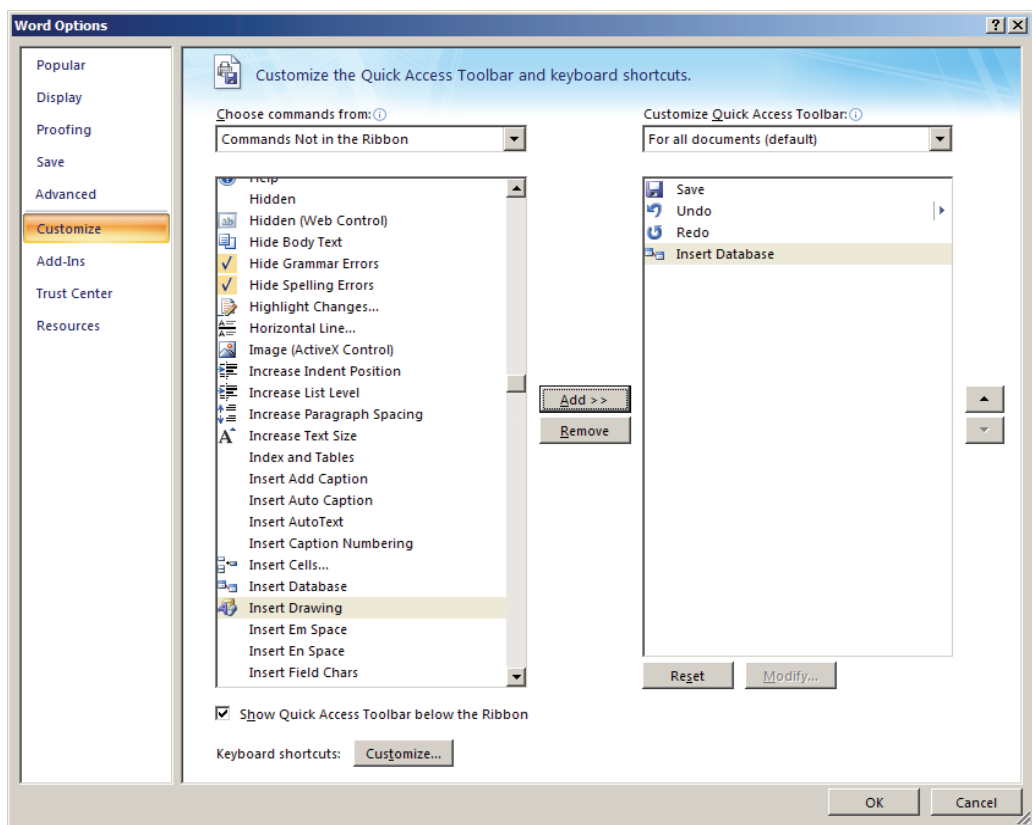 Word Options
Popular
Display
Proofing
Save
Advanced
Customize
Add-Ins
Trust Center
Resources
Customize the Quick Access Toolbar and keyboard shortcuts.
Choose commands from:
Commands Not in the Ribbon
Help
Hidden
ab Hidden (Web Control)
Hide Body Text
Hide Grammar Errors
Hide Spelling Errors
Highlight Changes...
Horizontal Line...
Image (ActiveX Control)
Increase Indent Position
Increase List Level
Increase Paragraph Spacing
A Increase Text Size
Index and Tables
Insert Add Caption
Insert Auto Caption
Insert AutoText
Insert Caption Numbering
Insert Cells...
Insert Database
Insert Drawing
Insert Em Space
Insert En Space
Insert Field Chars
Add >>
Remove
Customize Quick Access Toolbar:
For all documents (default)
Save
Undo
Redo
Insert Database
Reset Modify...
Show Quick Access Toolbar below the Ribbon
Keyboard shortcuts: Customize...
OK Cancel